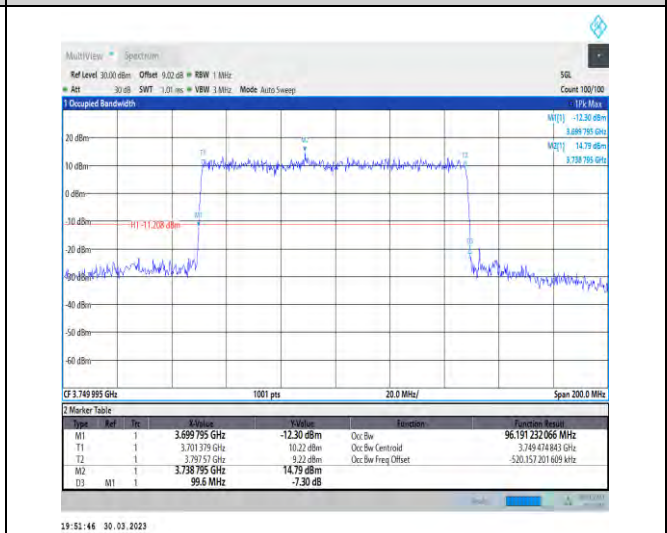 MultiView Spectrum
Ref Level 30.00 dBm Offset 9.02 dB RBW 1 MHz SGL
Att 30 dB SWT 1.01 ms VBW 3 MHz Mode Auto Sweep Count 100/100
1 Occupied Bandwidth 1Pk Max
M1[1] -12.30 dBm
3.699 795 GHz
M2[1] 14.79 dBm
3.738 795 GHz
20 dBm
M2
T1
T2
10 dBm
0 dBm
M1
-10 dBm
H1 -11.208 dBm
-20 dBm
D3
-30 dBm
-40 dBm
-50 dBm
-60 dBm
CF 3.749 995 GHz 1001 pts 20.0 MHz/ Span 200.0 MHz
2 Marker Table
Type Ref Trc X-Value Y-Value Function Function Result
M1 1 3.699 795 GHz -12.30 dBm Occ Bw 96.191 232 066 MHz
T1 1 3.701 379 GHz 10.22 dBm Occ Bw Centroid 3.749 474 843 GHz
T2 1 3.797 57 GHz 9.22 dBm Occ Bw Freq Offset -520.157 201 609 kHz
M2 1 3.738 795 GHz 14.79 dBm
D3 M1 1 99.6 MHz -7.30 dB
19:51:46 30.03.2023